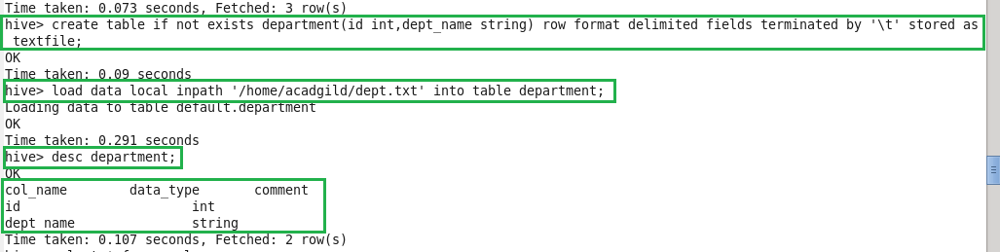 Time taken: 0.073 seconds, Fetched: 3 row(s)
hive> create table if not exists department(id int,dept_name string) row format delimited fields terminated by '\t' stored as
textfile;
OK
Time taken: 0.09 seconds
hive> load data local inpath '/home/acadgild/dept.txt' into table department;
Loading data to table default.department
OK
Time taken: 0.291 seconds
hive> desc department;
OK
col_name data_type comment
id int
dept_name string
Time taken: 0.107 seconds, Fetched: 2 row(s)